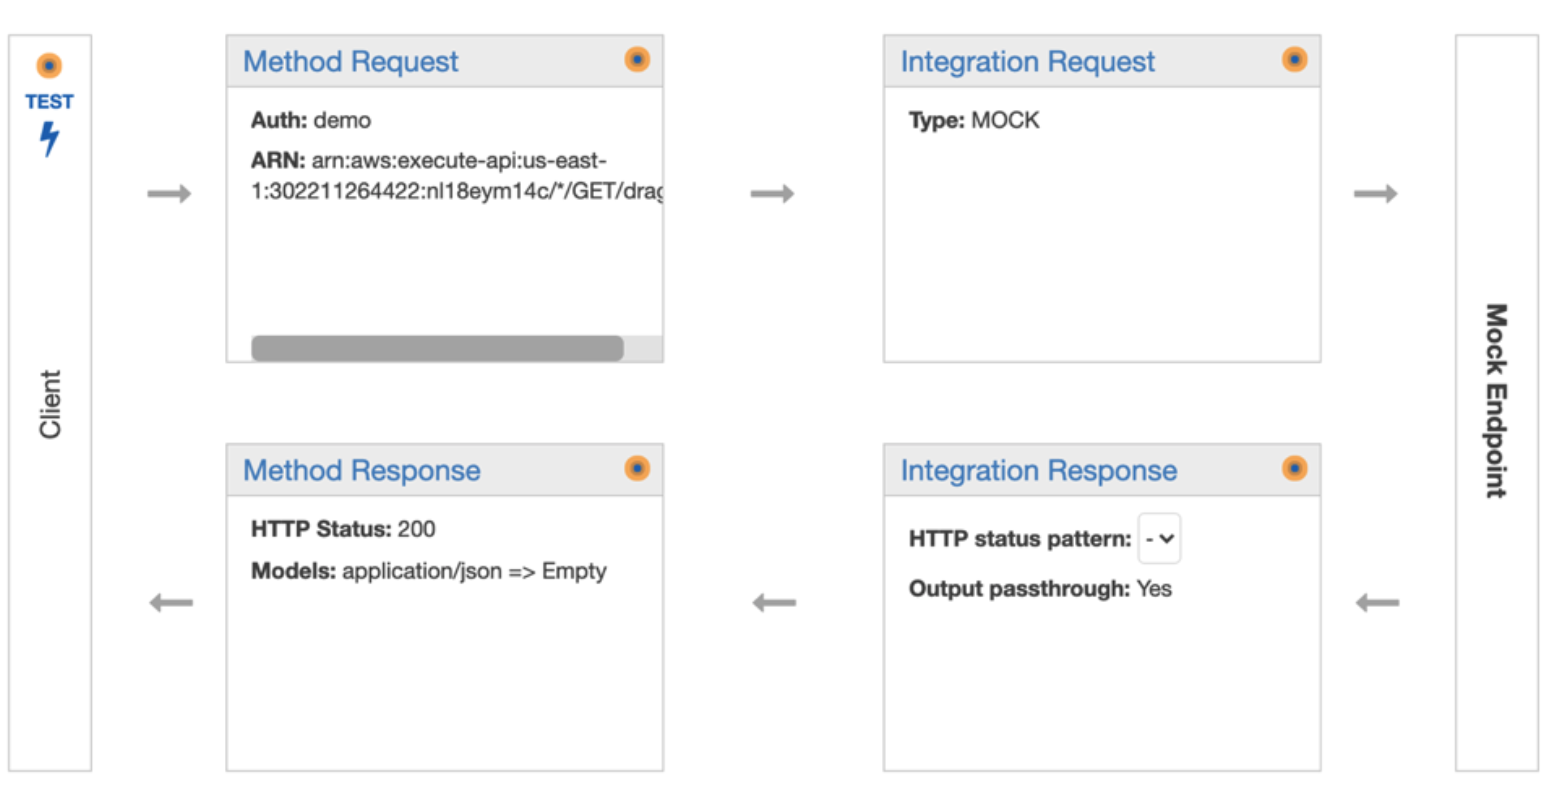 TEST
Client
Method Request
Auth: demo
ARN: arn:aws:execute-api:us-east-
1:302211264422:nl18eym14c/*/GET/drag
Integration Request
Type: MOCK
Mock Endpoint
Method Response
HTTP Status: 200
Models: application/json => Empty
Integration Response
HTTP status pattern: -
Output passthrough: Yes